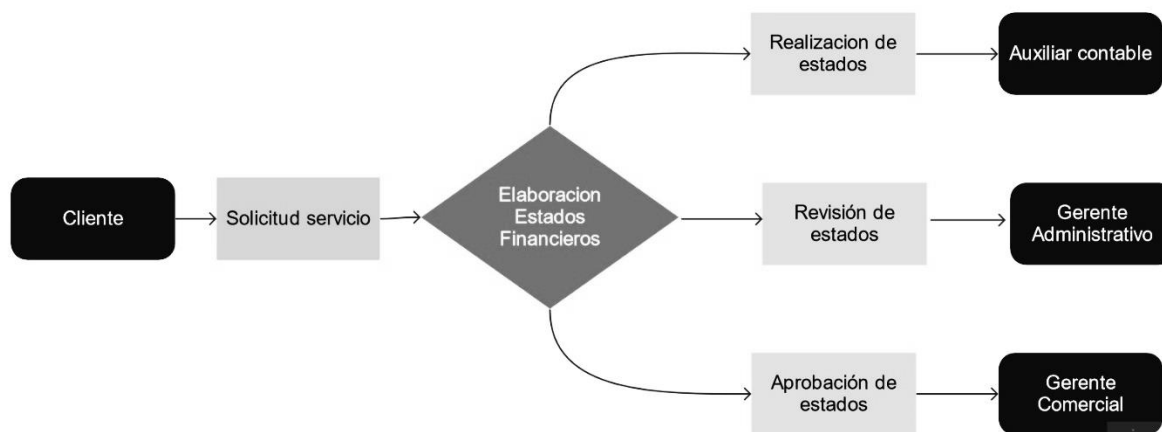 Realizacion de
estados
Auxiliar contable
Cliente
Solicitud servicio
Elaboracion
Estados
Financieros
Revisión de
estados
Gerente
Administrativo
Aprobación de
estados
Gerente
Comercial